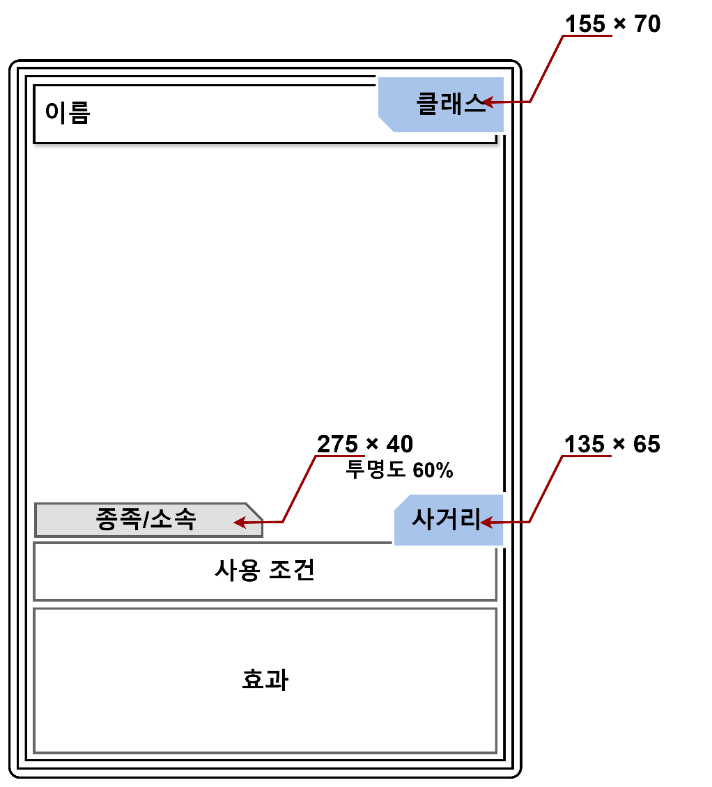 155 × 70
이름
클래스
275 × 40
투명도 60%
135 × 65
종족/소속
사거리
사용 조건
효과